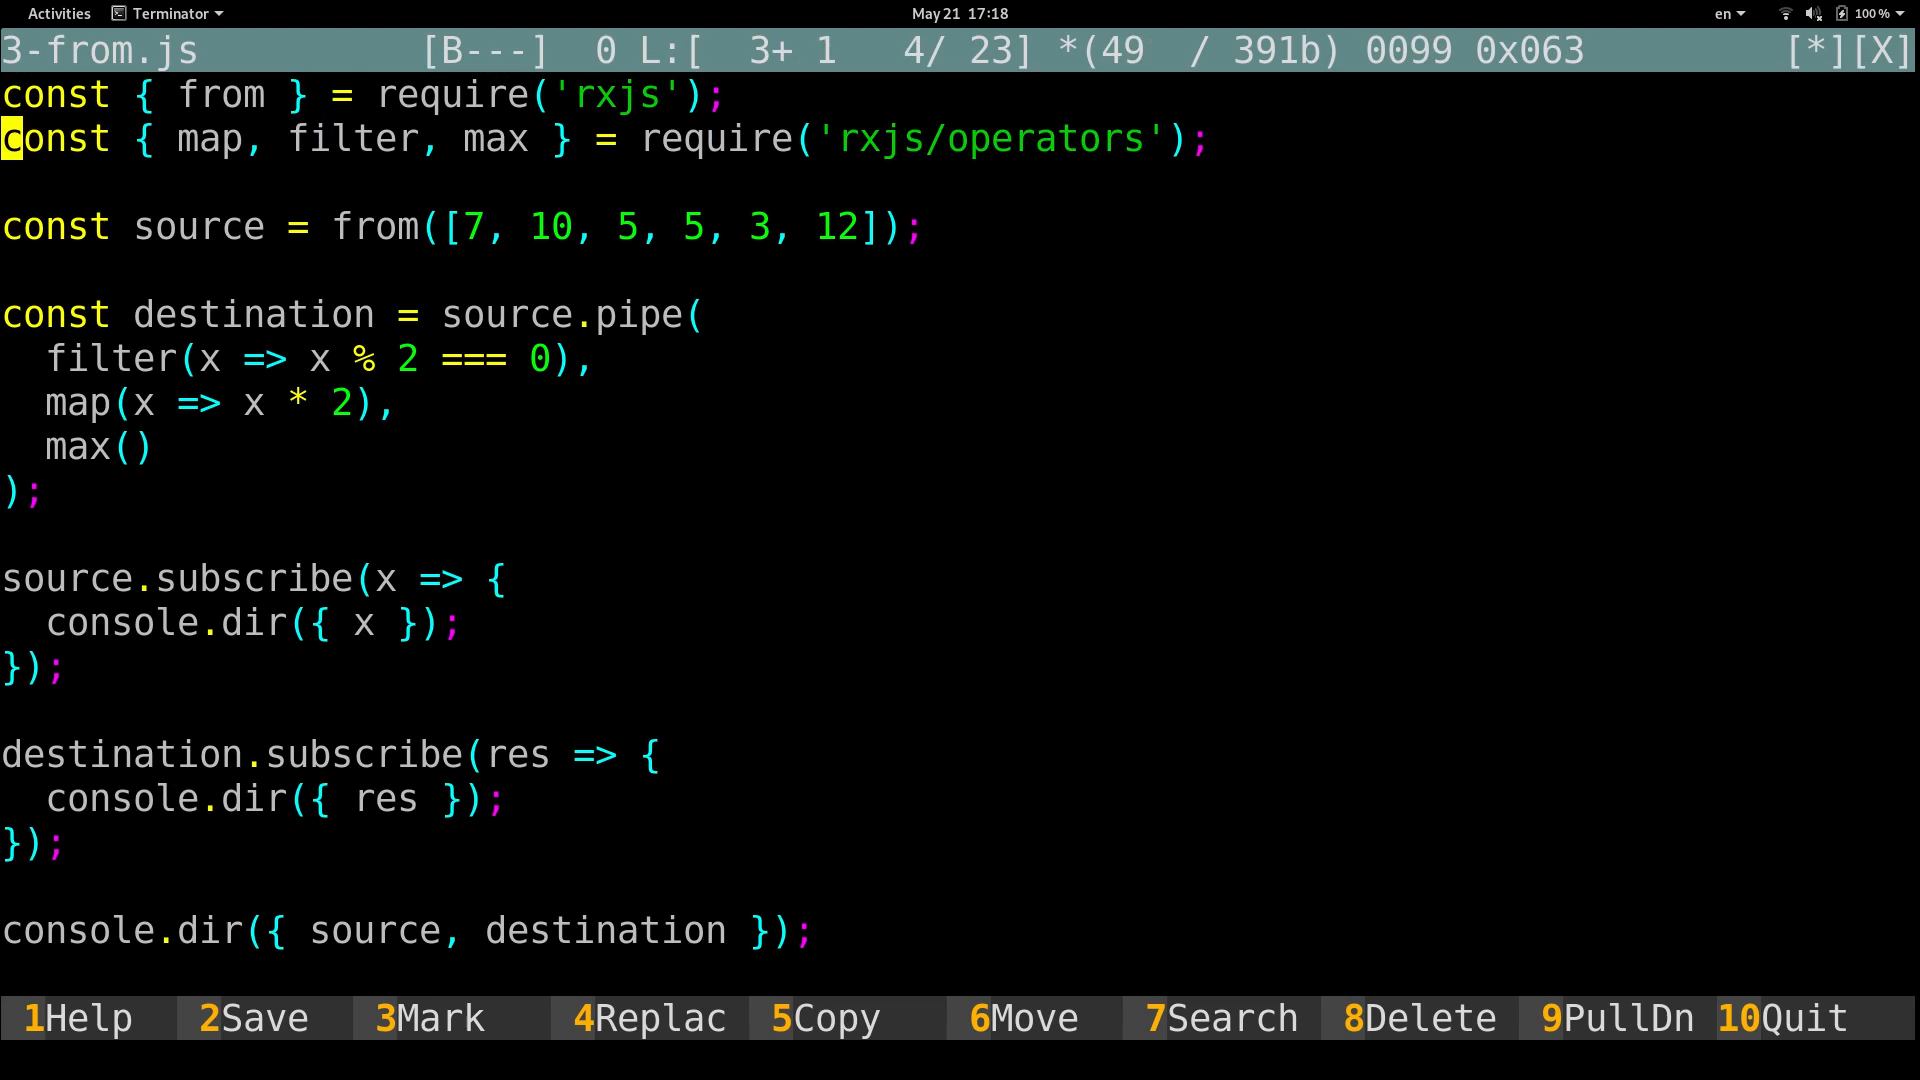 Activities Terminator May 21 17:18 en 100 %
3-from.js [B---] 0 L:[ 3+ 1 4/ 23] *(49 / 391b) 0099 0x063 [*][X]
const { from } = require('rxjs');
const { map, filter, max } = require('rxjs/operators');
const source = from([7, 10, 5, 5, 3, 12]);
const destination = source.pipe(
  filter(x => x % 2 === 0),
  map(x => x * 2),
  max()
);
source.subscribe(x => {
  console.dir({ x });
});
destination.subscribe(res => {
  console.dir({ res });
});
console.dir({ source, destination });
1Help 2Save 3Mark 4Replac 5Copy 6Move 7Search 8Delete 9PullDn 10Quit